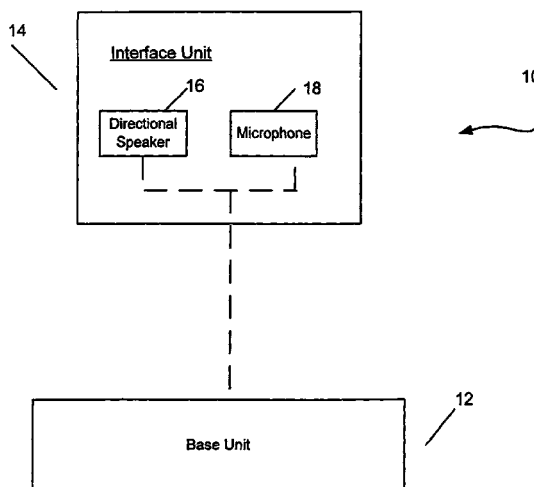 14
Interface Unit
10
16
18
Directional
Speaker
Microphone
12
Base Unit